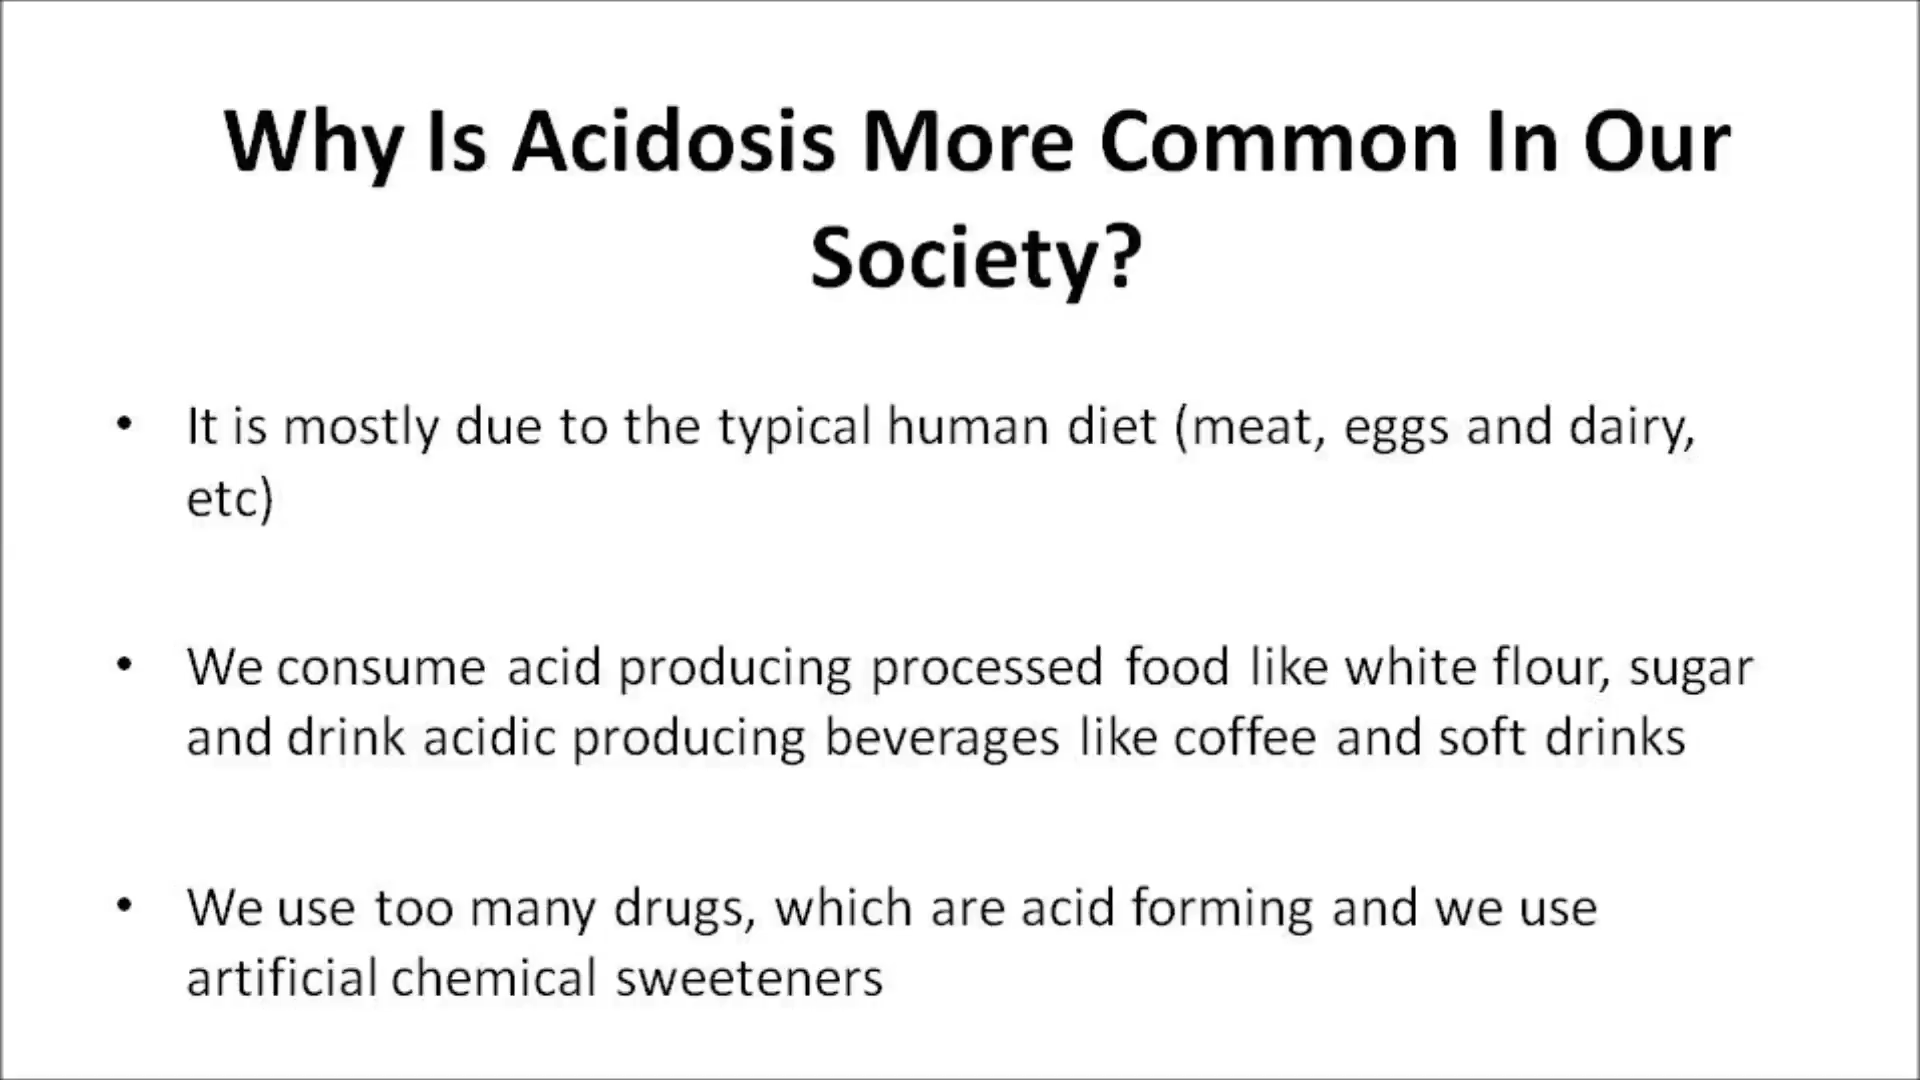 Why Is Acidosis More Common In Our
Society?
• It is mostly due to the typical human diet (meat, eggs and dairy,
etc)
• We consume acid producing processed food like white flour, sugar
and drink acidic producing beverages like coffee and soft drinks
• We use too many drugs, which are acid forming and we use
artificial chemical sweeteners